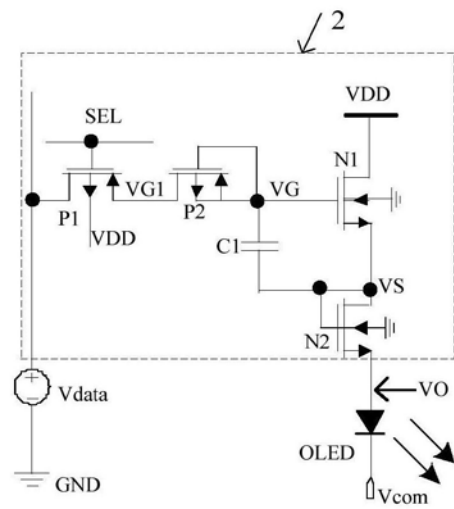 2
SEL
VDD
VG1
VG
N1
P1
P2
VDD
C1
VS
N2
Vdata
VO
OLED
GND
Vcom